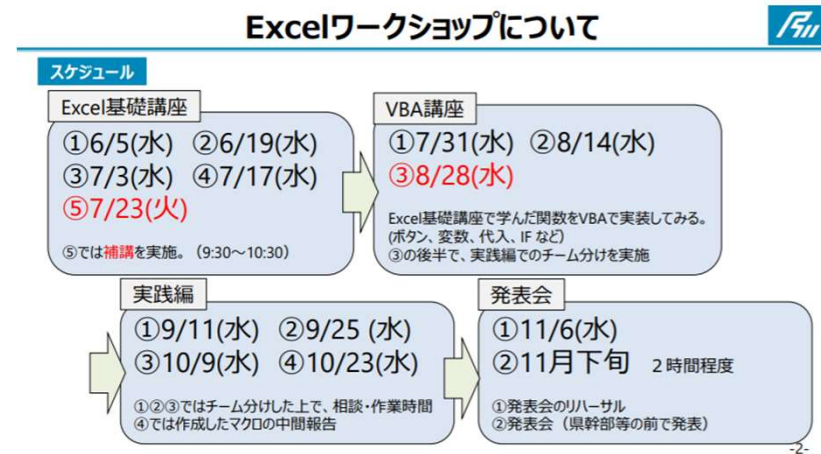 Excelワークショップについて
スケジュール
Excel基礎講座
①6/5(水) ②6/19(水)
③7/3(水) ④7/17(水)
⑤7/23(火)
⑤では補講を実施。（9:30～10:30）
VBA講座
①7/31(水) ②8/14(水)
③8/28(水)
Excel基礎講座で学んだ関数をVBAで実装してみる。
(ボタン、変数、代入、IF など)
③の後半で、実践編でのチーム分けを実施
実践編
①9/11(水) ②9/25 (水)
③10/9(水) ④10/23(水)
①②③ではチーム分けした上で、相談・作業時間
④では作成したマクロの中間報告
発表会
①11/6(水)
②11月下旬 2時間程度
①発表会のリハーサル
②発表会（県幹部等の前で発表）
-2-